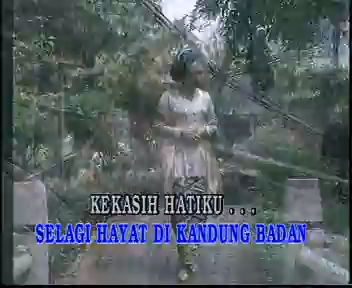 KEKASIH HATIKU . . .
SELAGI HAYAT DI KANDUNG BADAN